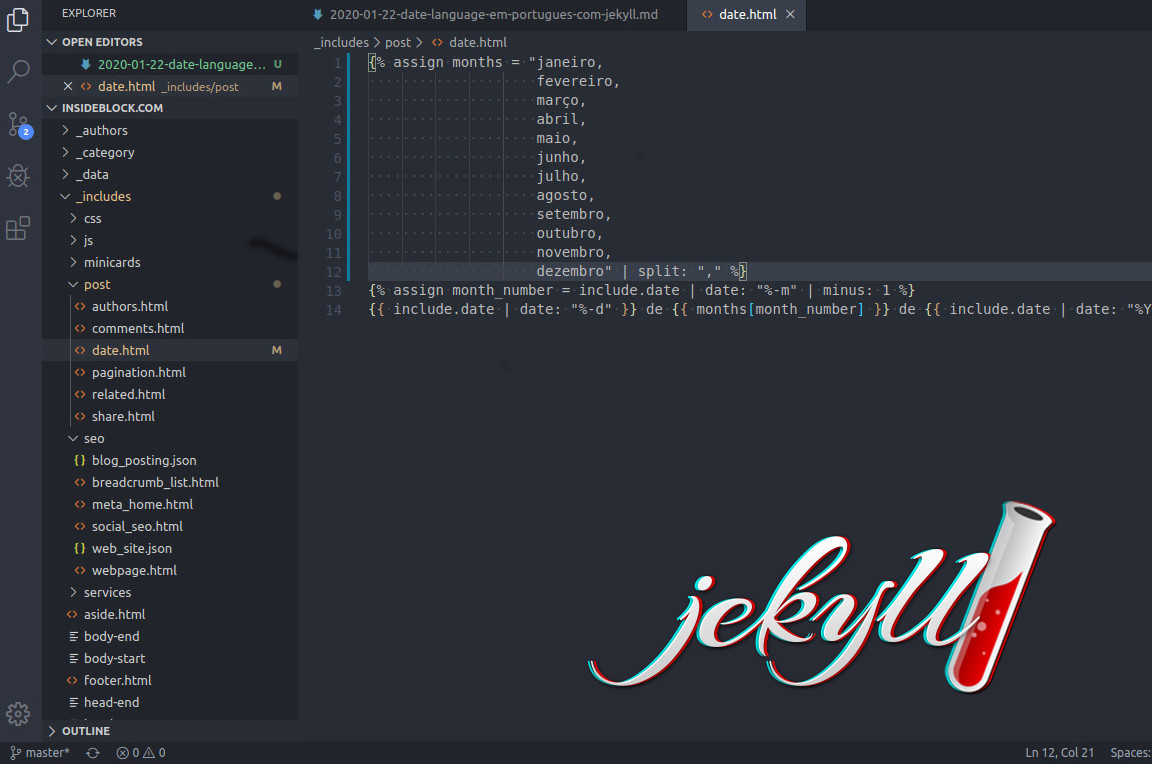 EXPLORER
2020-01-22-date-language-em-portugues-com-jekyll.md
date.html
OPEN EDITORS
2020-01-22-date-language... U
date.html _includes/post M
INSIDEBLOCK.COM
_authors
_category
_data
_includes
css
js
minicards
post
authors.html
comments.html
date.html M
pagination.html
related.html
share.html
seo
blog_posting.json
breadcrumb_list.html
meta_home.html
social_seo.html
web_site.json
webpage.html
services
aside.html
body-end
body-start
footer.html
head-end
OUTLINE
_includes > post > date.html
1 {% assign months = "janeiro,
2 fevereiro,
3 março,
4 abril,
5 maio,
6 junho,
7 julho,
8 agosto,
9 setembro,
10 outubro,
11 novembro,
12 dezembro" | split: "," %}
13 {% assign month_number = include.date | date: "%-m" | minus: 1 %}
14 {{ include.date | date: "%-d" }} de {{ months[month_number] }} de {{ include.date | date: "%Y
jekyll
2
master* 0 0
Ln 12, Col 21 Spaces: